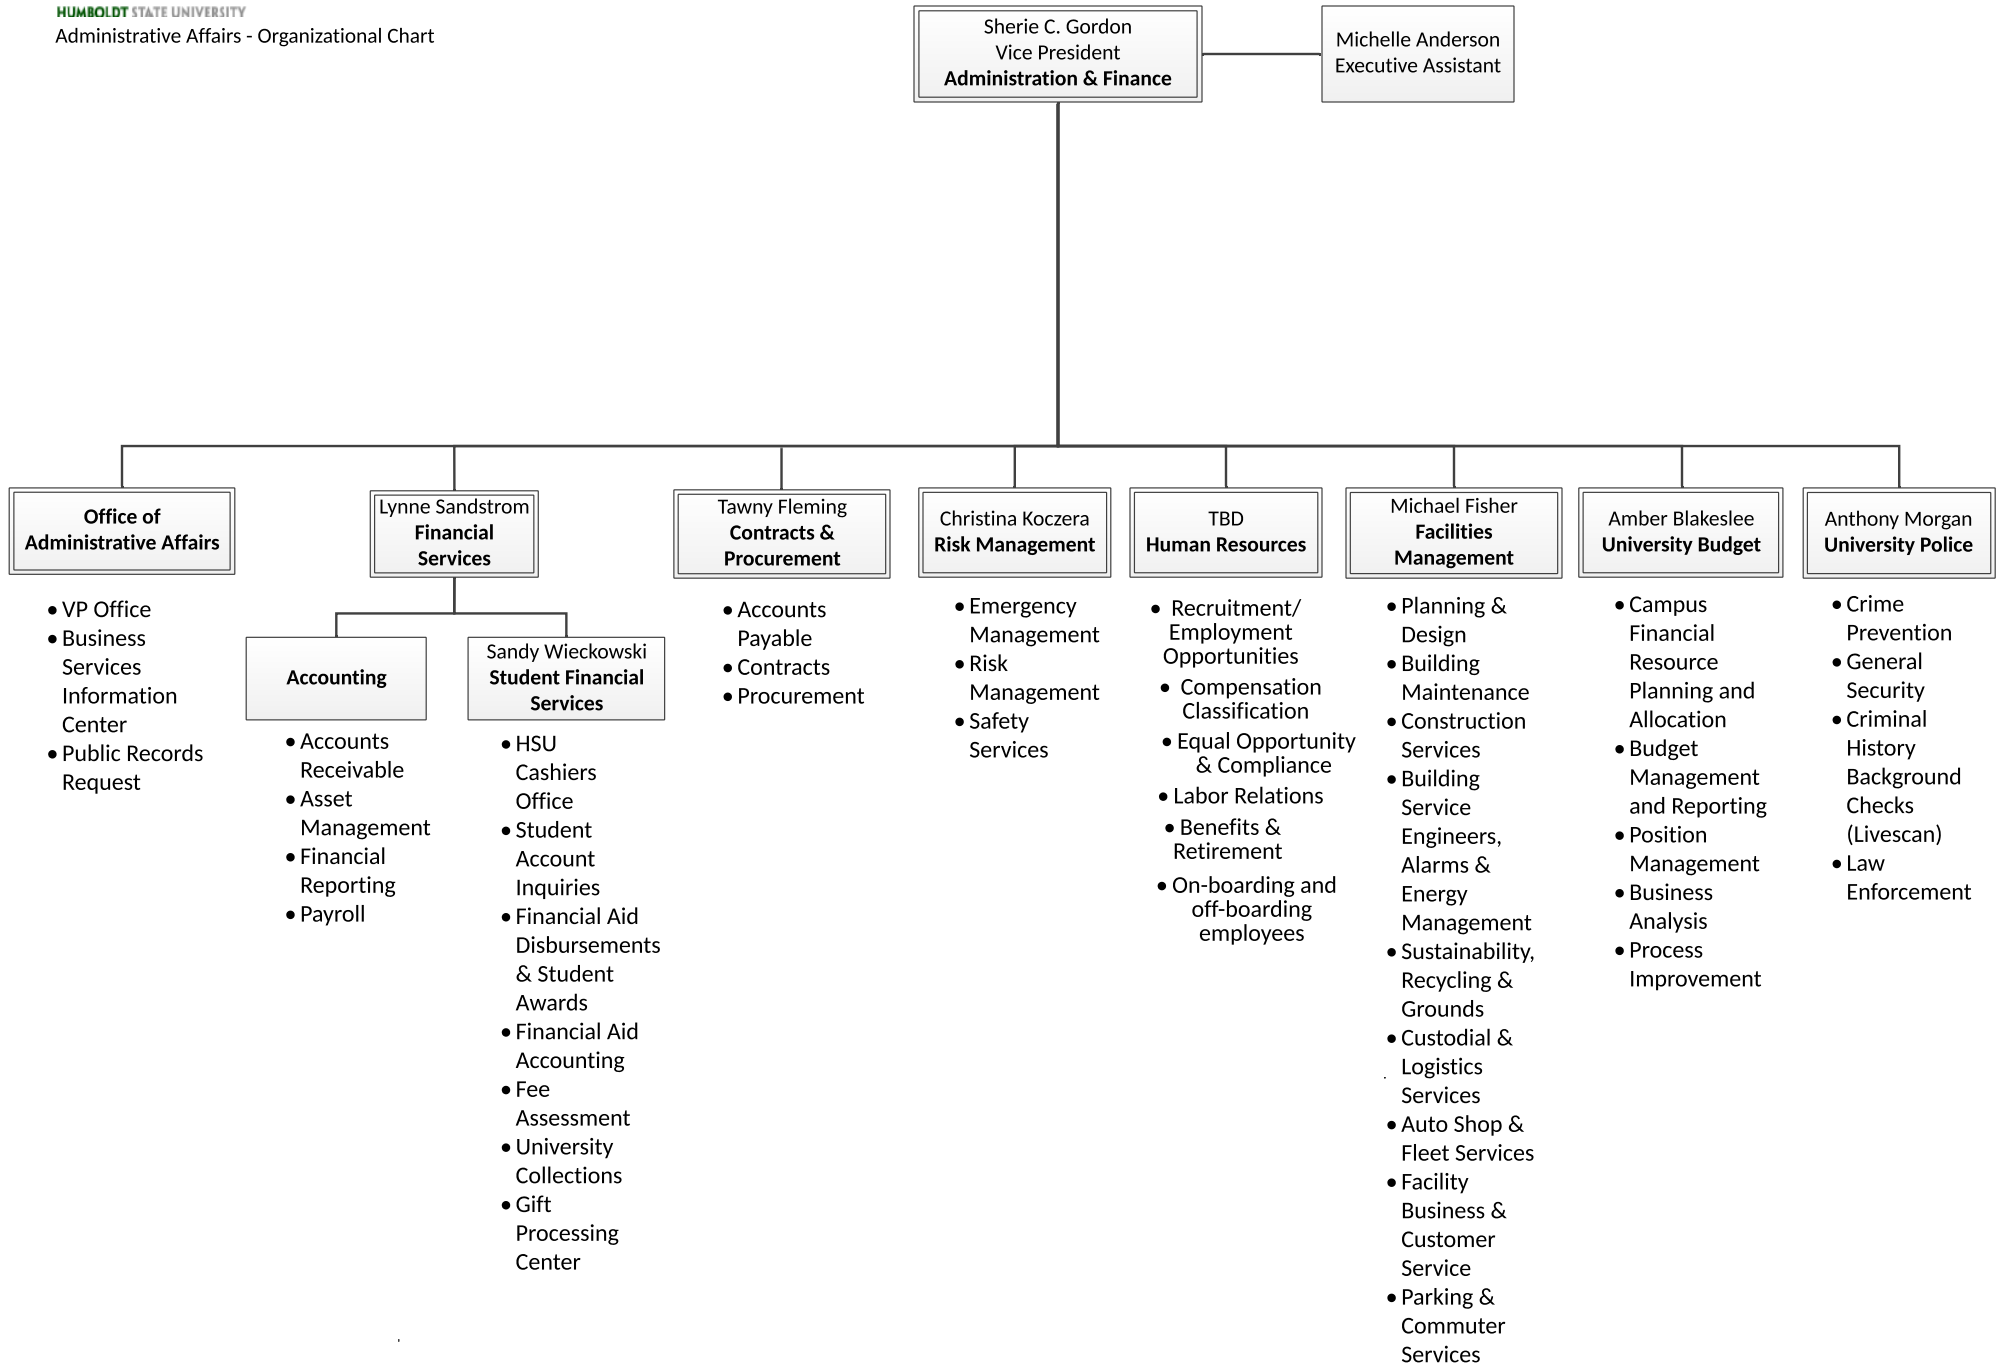 HUMBOLDT STATE UNIVERSITY
Administrative Affairs - Organizational Chart
Sherie C. Gordon
Vice President
Administration & Finance
Michelle Anderson
Executive Assistant
Office of
Administrative Affairs
• VP Office
• Business
Services
Information
Center
• Public Records
Request
Lynne Sandstrom
Financial
Services
Accounting
• Accounts
Receivable
• Asset
Management
• Financial
Reporting
• Payroll
Sandy Wieckowski
Student Financial
Services
• HSU
Cashiers
Office
• Student
Account
Inquiries
• Financial Aid
Disbursements
& Student
Awards
• Financial Aid
Accounting
• Fee
Assessment
• University
Collections
• Gift
Processing
Center
Tawny Fleming
Contracts &
Procurement
• Accounts
Payable
• Contracts
• Procurement
Christina Koczera
Risk Management
• Emergency
Management
• Risk
Management
• Safety
Services
TBD
Human Resources
• Recruitment/
Employment
Opportunities
• Compensation
Classification
• Equal Opportunity
& Compliance
• Labor Relations
• Benefits &
Retirement
• On-boarding and
off-boarding
employees
Michael Fisher
Facilities
Management
• Planning &
Design
• Building
Maintenance
• Construction
Services
• Building
Service
Engineers,
Alarms &
Energy
Management
• Sustainability,
Recycling &
Grounds
• Custodial &
Logistics
Services
• Auto Shop &
Fleet Services
• Facility
Business &
Customer
Service
• Parking &
Commuter
Services
Amber Blakeslee
University Budget
• Campus
Financial
Resource
Planning and
Allocation
• Budget
Management
and Reporting
• Position
Management
• Business
Analysis
• Process
Improvement
Anthony Morgan
University Police
• Crime
Prevention
• General
Security
• Criminal
History
Background
Checks
(Livescan)
• Law
Enforcement